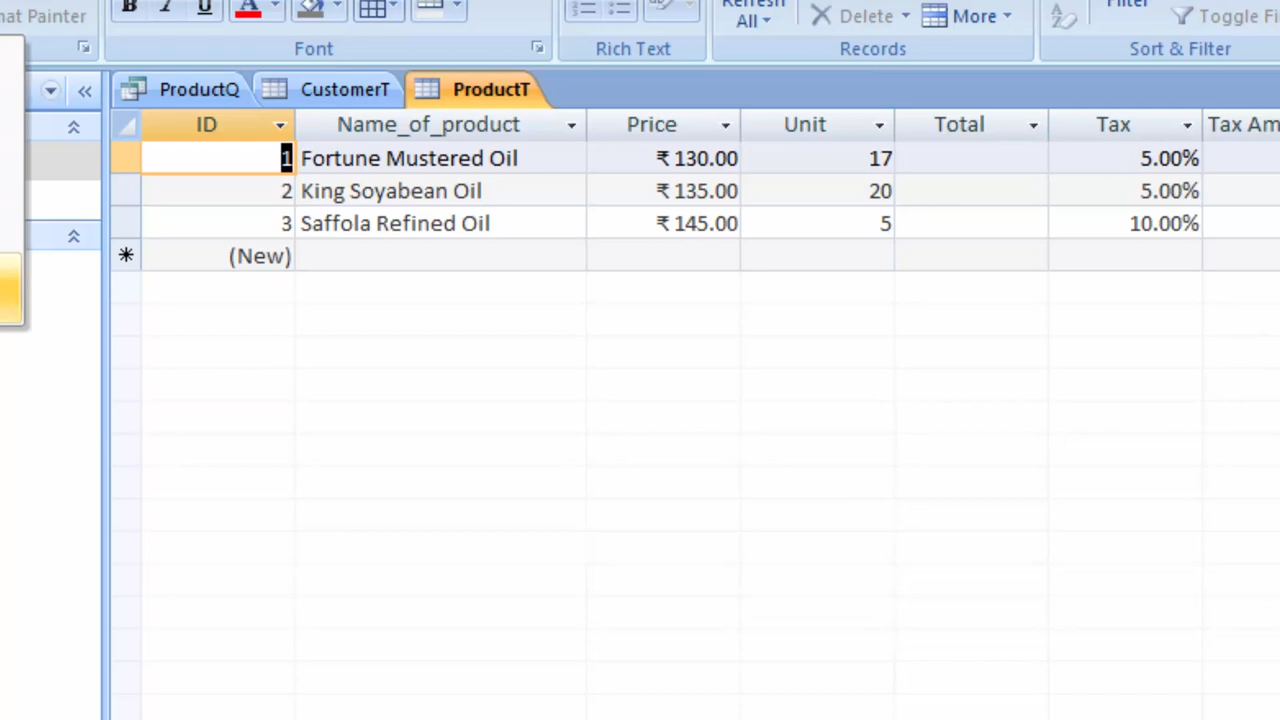 mat Painter
B I U A
Refresh
All
Delete
More
Filter
Toggle Fi
Font
Rich Text
Records
Sort & Filter
ProductQ
CustomerT
ProductT
ID Name_of_product Price Unit Total Tax Tax Am
1 Fortune Mustered Oil ₹ 130.00 17 5.00%
2 King Soyabean Oil ₹ 135.00 20 5.00%
3 Saffola Refined Oil ₹ 145.00 5 10.00%
* (New)